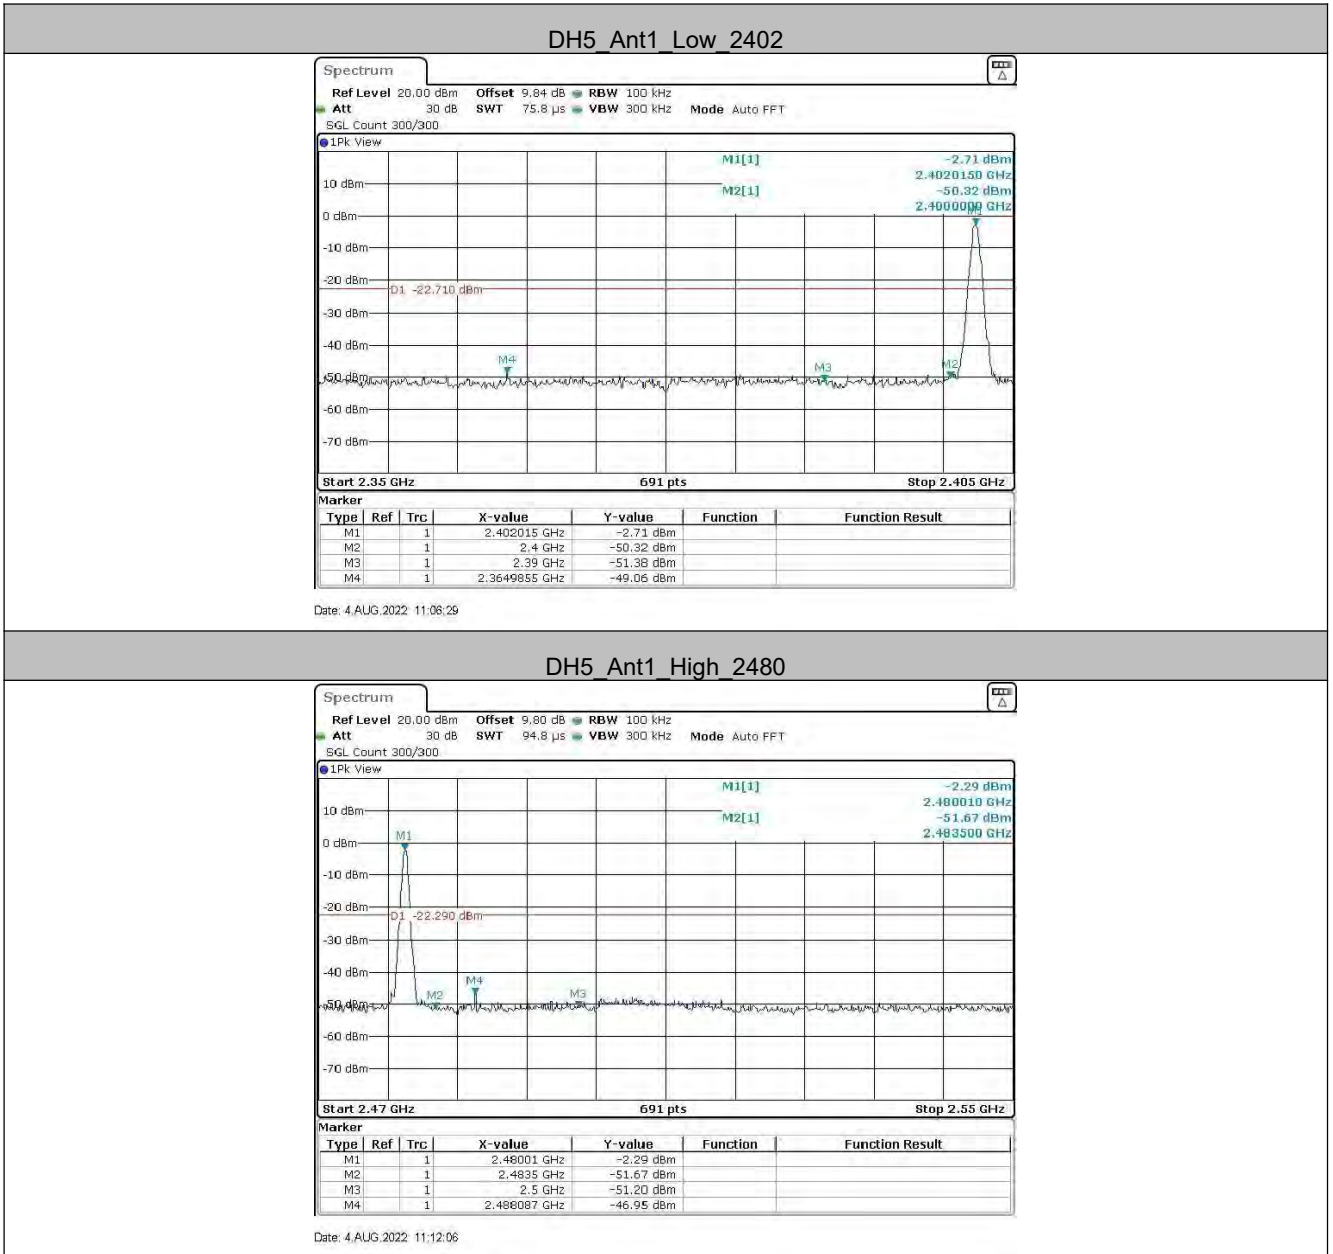 DH5_Ant1_Low_2402
Spectrum
Ref Level 20.00 dBm Offset 9.84 dB RBW 100 kHz
Att 30 dB SWT 75.8 µs VBW 300 kHz Mode Auto FFT
SGL Count 300/300
1Pk View
M1[1] -2.71 dBm
2.4020150 GHz
10 dBm
M2[1] -50.32 dBm
2.4000000 GHz
M1
0 dBm
-10 dBm
-20 dBm
D1 -22.710 dBm
-30 dBm
-40 dBm
M4 M3 M2
-50 dBm
-60 dBm
-70 dBm
Start 2.35 GHz 691 pts Stop 2.405 GHz
Marker
Type Ref Trc X-value Y-value Function Function Result
M1 1 2.402015 GHz -2.71 dBm
M2 1 2.4 GHz -50.32 dBm
M3 1 2.39 GHz -51.38 dBm
M4 1 2.3649855 GHz -49.06 dBm
Date: 4.AUG.2022 11:06:29
DH5_Ant1_High_2480
Spectrum
Ref Level 20.00 dBm Offset 9.80 dB RBW 100 kHz
Att 30 dB SWT 94.8 µs VBW 300 kHz Mode Auto FFT
SGL Count 300/300
1Pk View
M1[1] -2.29 dBm
2.480010 GHz
10 dBm
M2[1] -51.67 dBm
2.483500 GHz
M1
0 dBm
-10 dBm
-20 dBm
D1 -22.290 dBm
-30 dBm
-40 dBm
M2 M4 M3
-50 dBm
-60 dBm
-70 dBm
Start 2.47 GHz 691 pts Stop 2.55 GHz
Marker
Type Ref Trc X-value Y-value Function Function Result
M1 1 2.48001 GHz -2.29 dBm
M2 1 2.4835 GHz -51.67 dBm
M3 1 2.5 GHz -51.20 dBm
M4 1 2.488087 GHz -46.95 dBm
Date: 4.AUG.2022 11:12:06